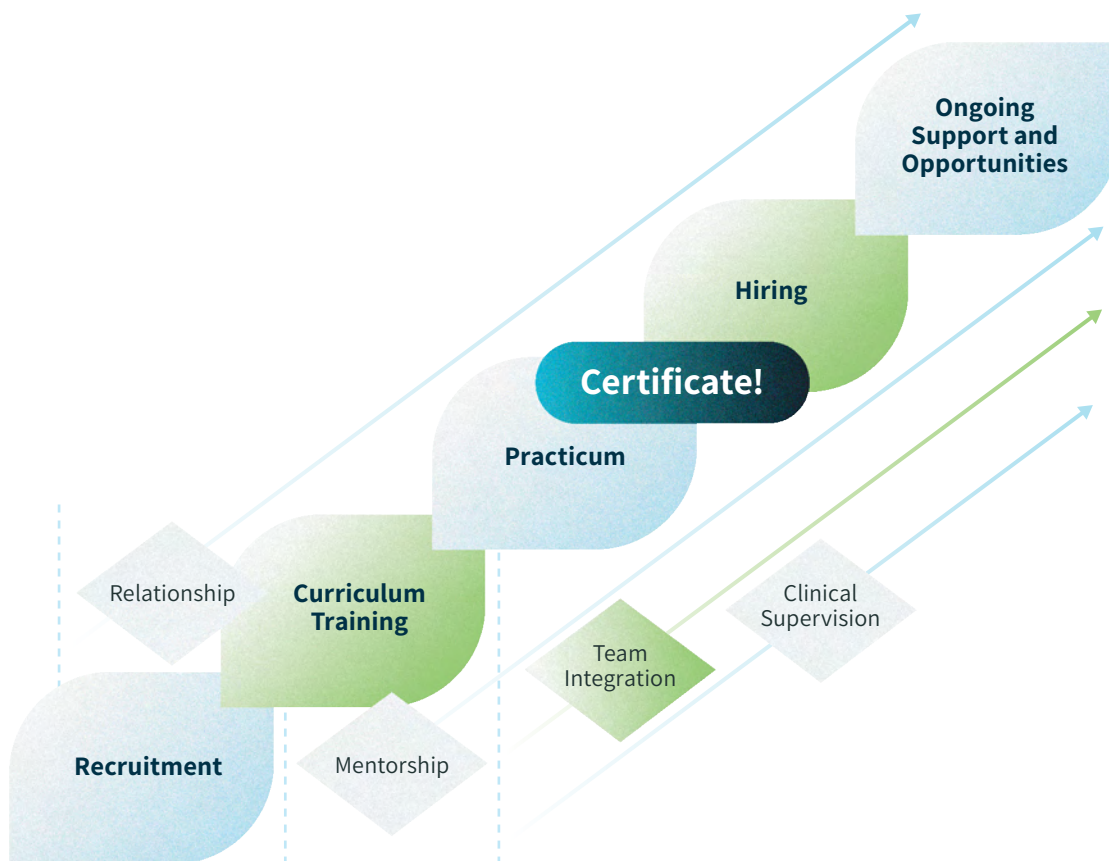 Ongoing
Support and
Opportunities
Hiring
Certificate!
Practicum
Relationship
Curriculum
Training
Clinical
Supervision
Team
Integration
Recruitment
Mentorship